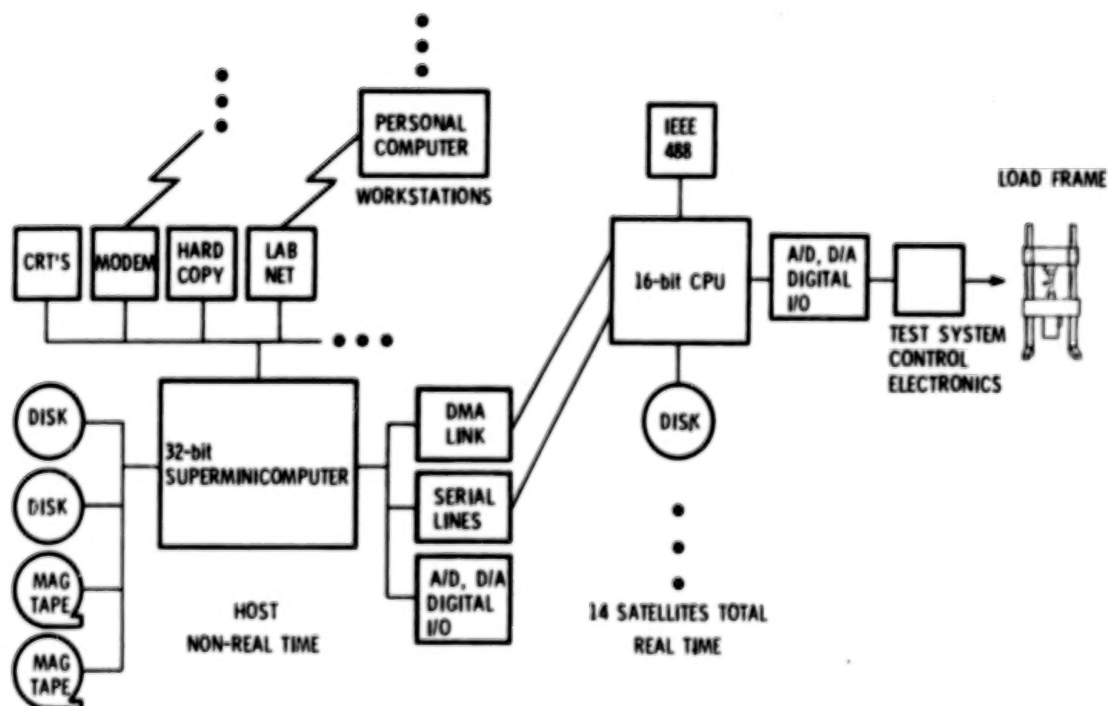 PERSONAL
COMPUTER
WORKSTATIONS
IEEE
488
LOAD FRAME
CRT'S
MODEM
HARD
COPY
LAB
NET
16-bit CPU
A/D, D/A
DIGITAL
I/O
TEST SYSTEM
CONTROL
ELECTRONICS
DISK
DISK
DISK
MAG
TAPE
MAG
TAPE
32-bit
SUPERMINICOMPUTER
HOST
NON-REAL TIME
DMA
LINK
SERIAL
LINES
A/D, D/A
DIGITAL
I/O
14 SATELLITES TOTAL
REAL TIME